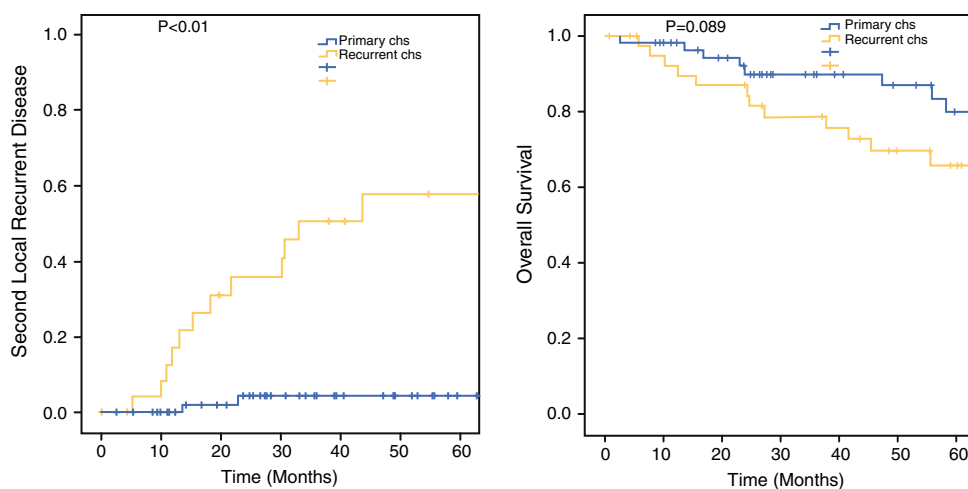 P<0.01
Primary chs
Recurrent chs
Second Local Recurrent Disease
1.0
0.8
0.6
0.4
0.2
0.0
0 10 20 30 40 50 60
Time (Months)
P=0.089
Primary chs
Recurrent chs
Overall Survival
1.0
0.8
0.6
0.4
0.2
0.0
0 10 20 30 40 50 60
Time (Months)